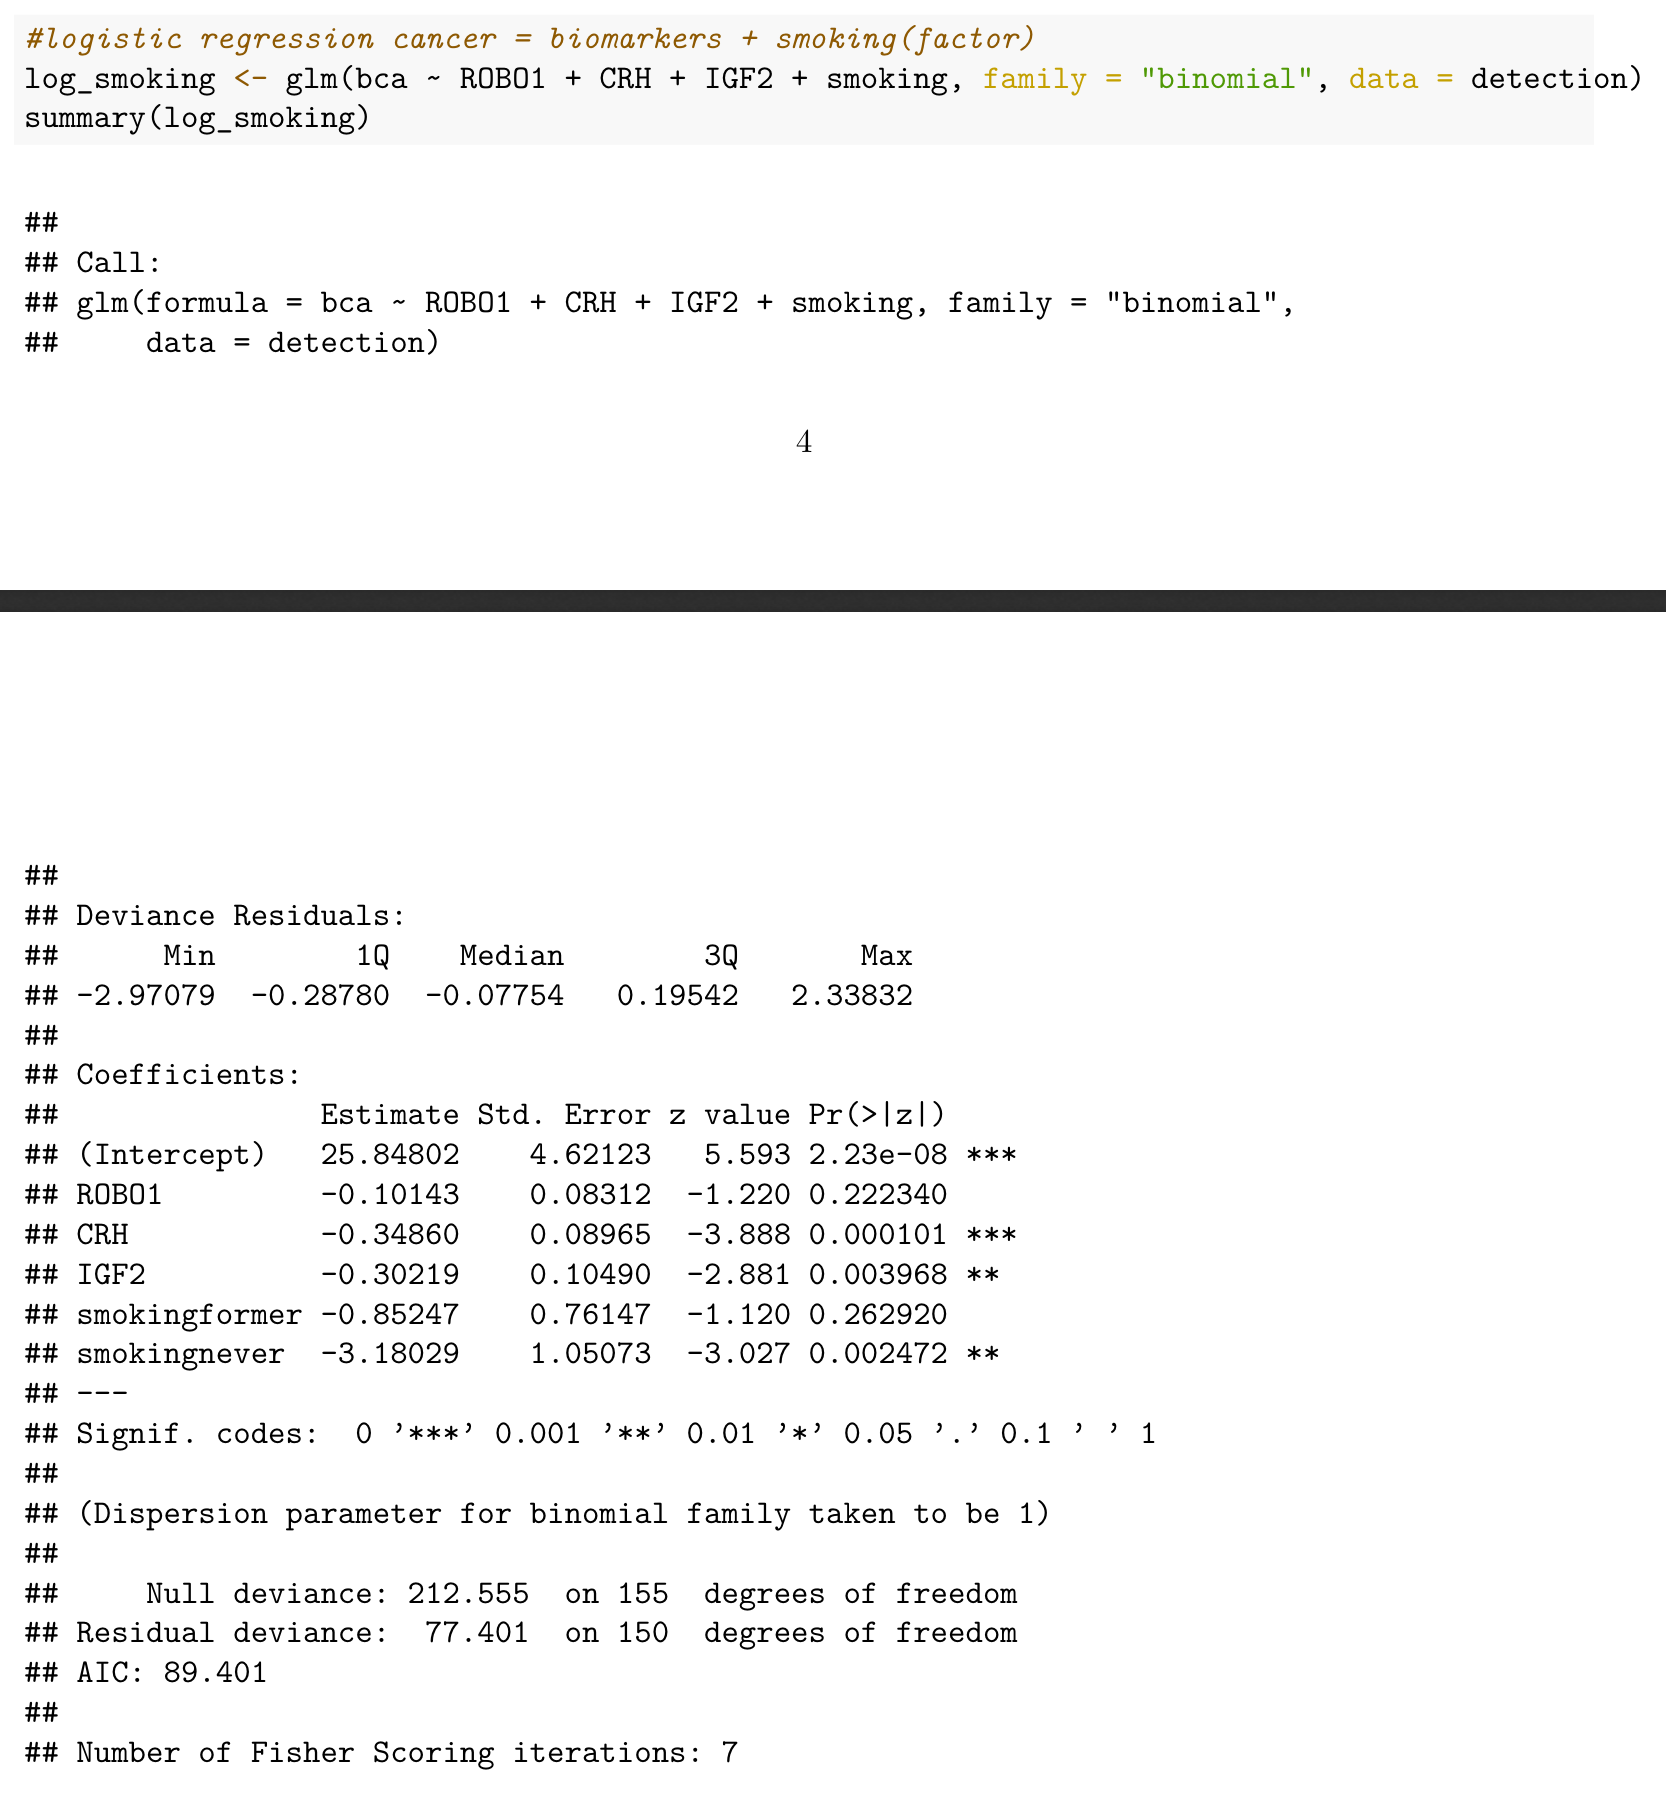 #logistic regression cancer = biomarkers + smoking(factor)
log_smoking <- glm(bca ~ ROBO1 + CRH + IGF2 + smoking, family = "binomial", data = detection)
summary(log_smoking)
##
## Call:
## glm(formula = bca ~ ROBO1 + CRH + IGF2 + smoking, family = "binomial",
##     data = detection)
4
##
## Deviance Residuals:
##      Min        1Q    Median        3Q       Max
## -2.97079  -0.28780  -0.07754   0.19542   2.33832
##
## Coefficients:
##               Estimate Std. Error z value Pr(>|z|)
## (Intercept)   25.84802    4.62123   5.593 2.23e-08 ***
## ROBO1         -0.10143    0.08312  -1.220 0.222340
## CRH           -0.34860    0.08965  -3.888 0.000101 ***
## IGF2          -0.30219    0.10490  -2.881 0.003968 **
## smokingformer -0.85247    0.76147  -1.120 0.262920
## smokingnever  -3.18029    1.05073  -3.027 0.002472 **
## ---
## Signif. codes:  0 ’***’ 0.001 ’**’ 0.01 ’*’ 0.05 ’.’ 0.1 ’ ’ 1
##
## (Dispersion parameter for binomial family taken to be 1)
##
##     Null deviance: 212.555  on 155  degrees of freedom
## Residual deviance:  77.401  on 150  degrees of freedom
## AIC: 89.401
##
## Number of Fisher Scoring iterations: 7